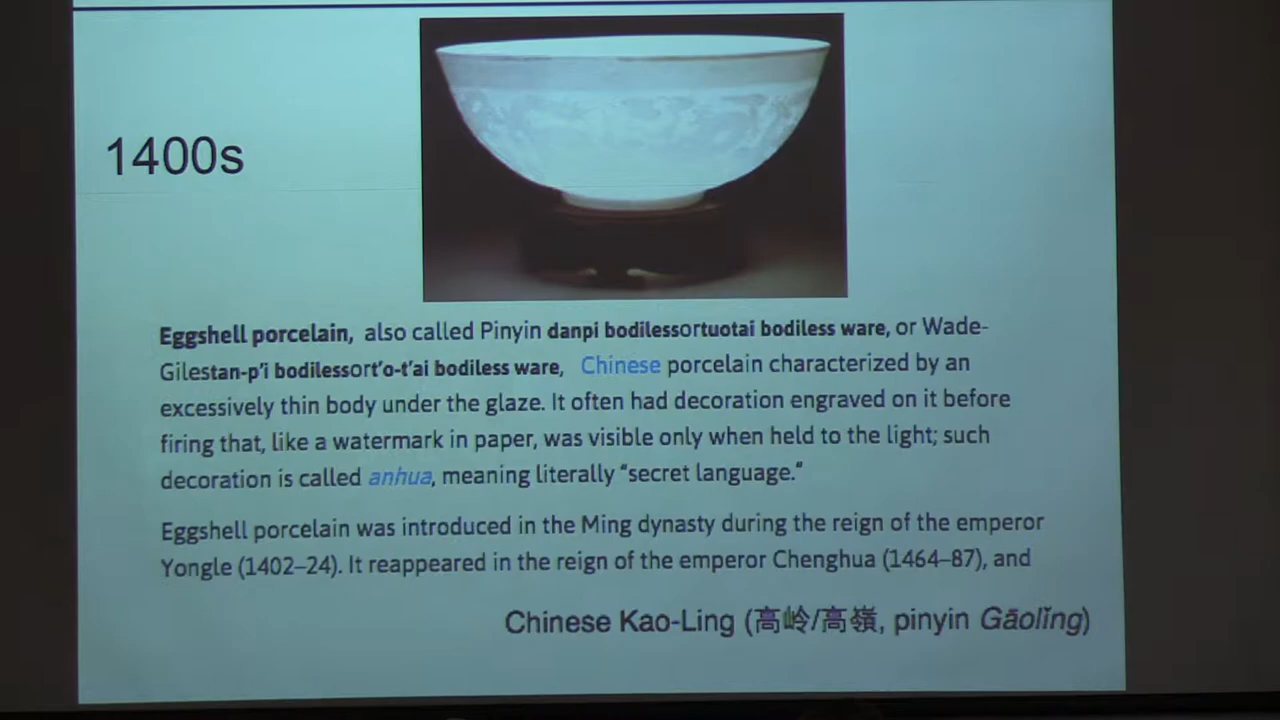 1400s
Eggshell porcelain, also called Pinyin danpi bodilessortuotai bodiless ware, or Wade-
Gilestan-p'i bodilessort'o-t'ai bodiless ware, Chinese porcelain characterized by an
excessively thin body under the glaze. It often had decoration engraved on it before
firing that, like a watermark in paper, was visible only when held to the light; such
decoration is called anhua, meaning literally “secret language.”
Eggshell porcelain was introduced in the Ming dynasty during the reign of the emperor
Yongle (1402–24). It reappeared in the reign of the emperor Chenghua (1464–87), and
Chinese Kao-Ling (高岭/高嶺, pinyin Gāolǐng)